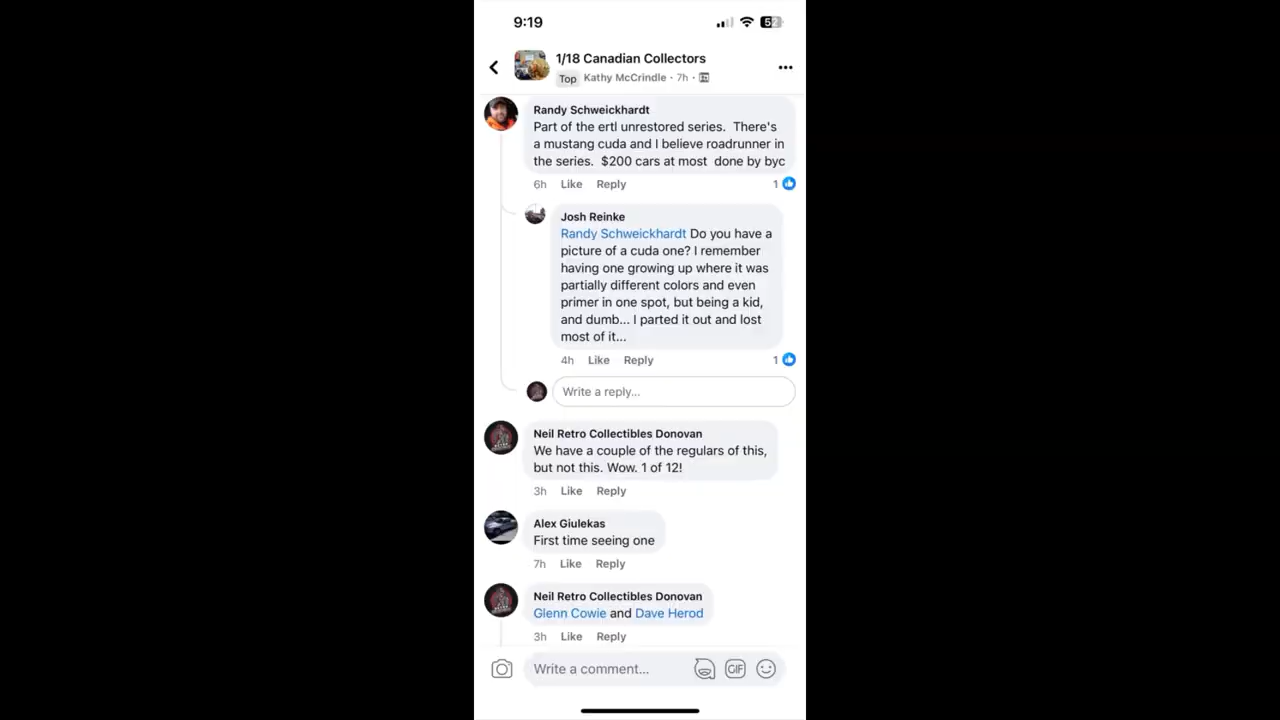 9:19
52
1/18 Canadian Collectors
Top Kathy McCrindle · 7h ·
Randy Schweickhardt
Part of the ertl unrestored series. There's
a mustang cuda and I believe roadrunner in
the series. $200 cars at most done by byc
6h Like Reply 1
Josh Reinke
Randy Schweickhardt Do you have a
picture of a cuda one? I remember
having one growing up where it was
partially different colors and even
primer in one spot, but being a kid,
and dumb... I parted it out and lost
most of it...
4h Like Reply 1
Write a reply...
Neil Retro Collectibles Donovan
We have a couple of the regulars of this,
but not this. Wow. 1 of 12!
3h Like Reply
Alex Giulekas
First time seeing one
7h Like Reply
Neil Retro Collectibles Donovan
Glenn Cowie and Dave Herod
3h Like Reply
Write a comment... GIF